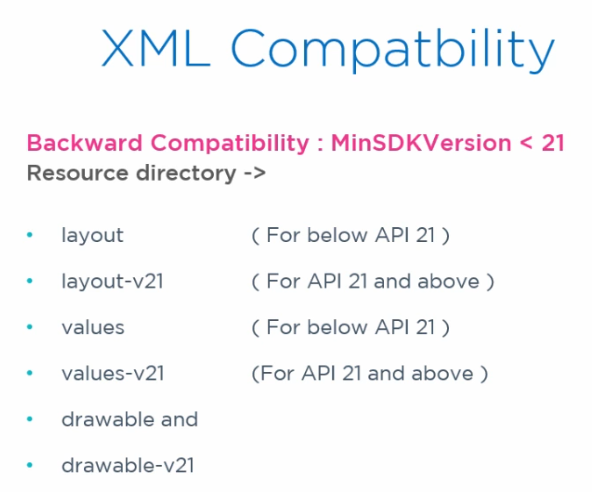 XML Compatbility
Backward Compatibility : MinSDKVersion < 21
Resource directory ->
• layout ( For below API 21 )
• layout-v21 ( For API 21 and above )
• values ( For below API 21 )
• values-v21 (For API 21 and above )
• drawable and
• drawable-v21